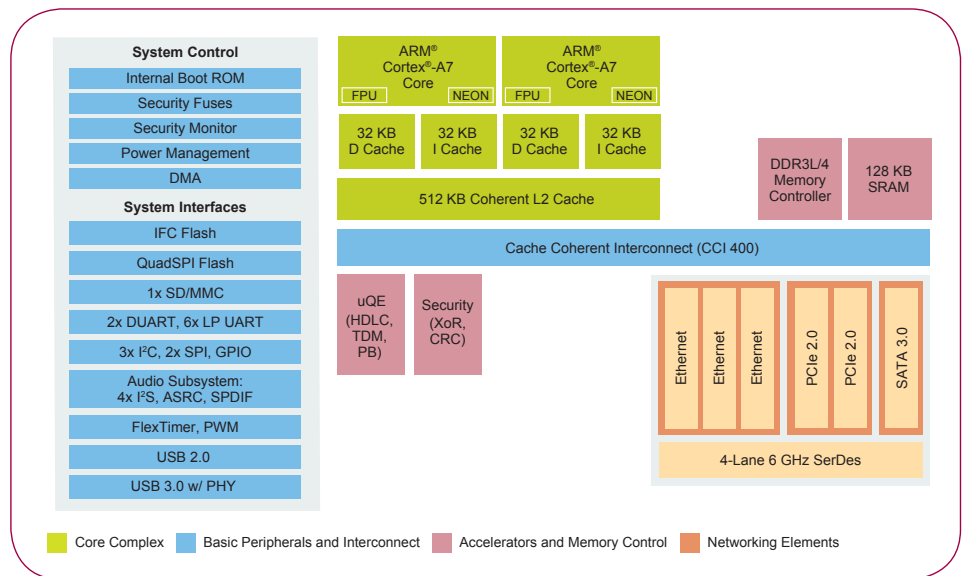 System Control
Internal Boot ROM
Security Fuses
Security Monitor
Power Management
DMA
System Interfaces
IFC Flash
QuadSPI Flash
1x SD/MMC
2x DUART, 6x LP UART
3x I²C, 2x SPI, GPIO
Audio Subsystem:
4x I²S, ASRC, SPDIF
FlexTimer, PWM
USB 2.0
USB 3.0 w/ PHY
ARM®
Cortex®-A7
Core
FPU
NEON
ARM®
Cortex®-A7
Core
FPU
NEON
32 KB
D Cache
32 KB
I Cache
32 KB
D Cache
32 KB
I Cache
512 KB Coherent L2 Cache
DDR3L/4
Memory
Controller
128 KB
SRAM
Cache Coherent Interconnect (CCI 400)
uQE
(HDLC,
TDM,
PB)
Security
(XoR,
CRC)
Ethernet
Ethernet
Ethernet
PCIe 2.0
PCIe 2.0
SATA 3.0
4-Lane 6 GHz SerDes
Core Complex
Basic Peripherals and Interconnect
Accelerators and Memory Control
Networking Elements